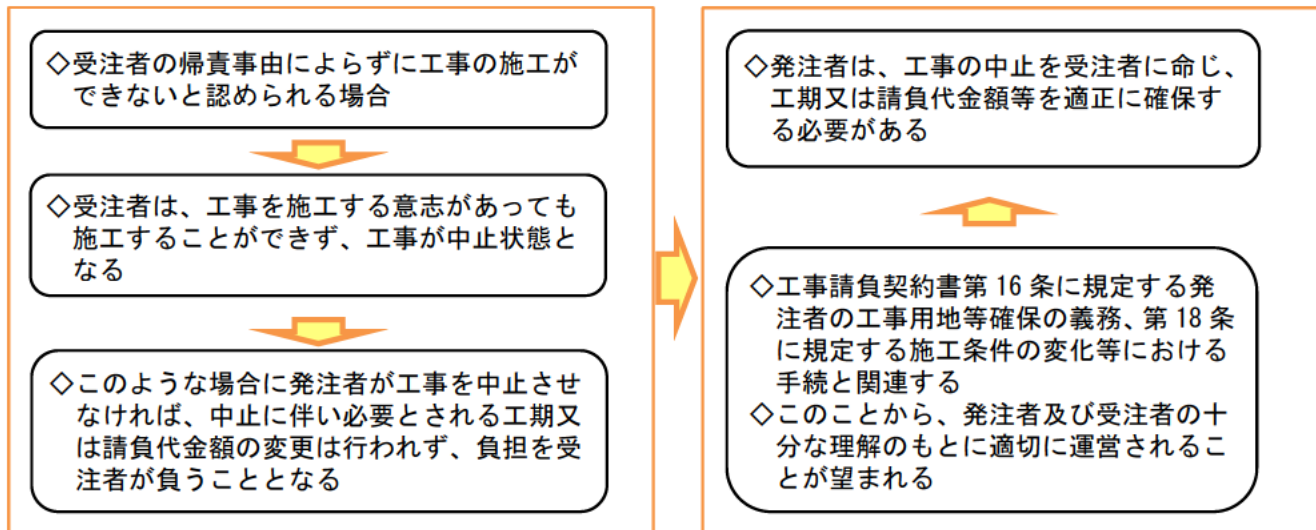 ◇受注者の帰責事由によらずに工事の施工が
できないと認められる場合
◇受注者は、工事を施工する意志があっても
施工することができず、工事が中止状態と
なる
◇このような場合に発注者が工事を中止させ
なければ、中止に伴い必要とされる工期又
は請負代金額の変更は行われず、負担を受
注者が負うこととなる
◇発注者は、工事の中止を受注者に命じ、
工期又は請負代金額等を適正に確保す
る必要がある
◇工事請負契約書第 16 条に規定する発
注者の工事用地等確保の義務、第 18 条
に規定する施工条件の変化等における
手続と関連する
◇このことから、発注者及び受注者の十
分な理解のもとに適切に運営されるこ
とが望まれる